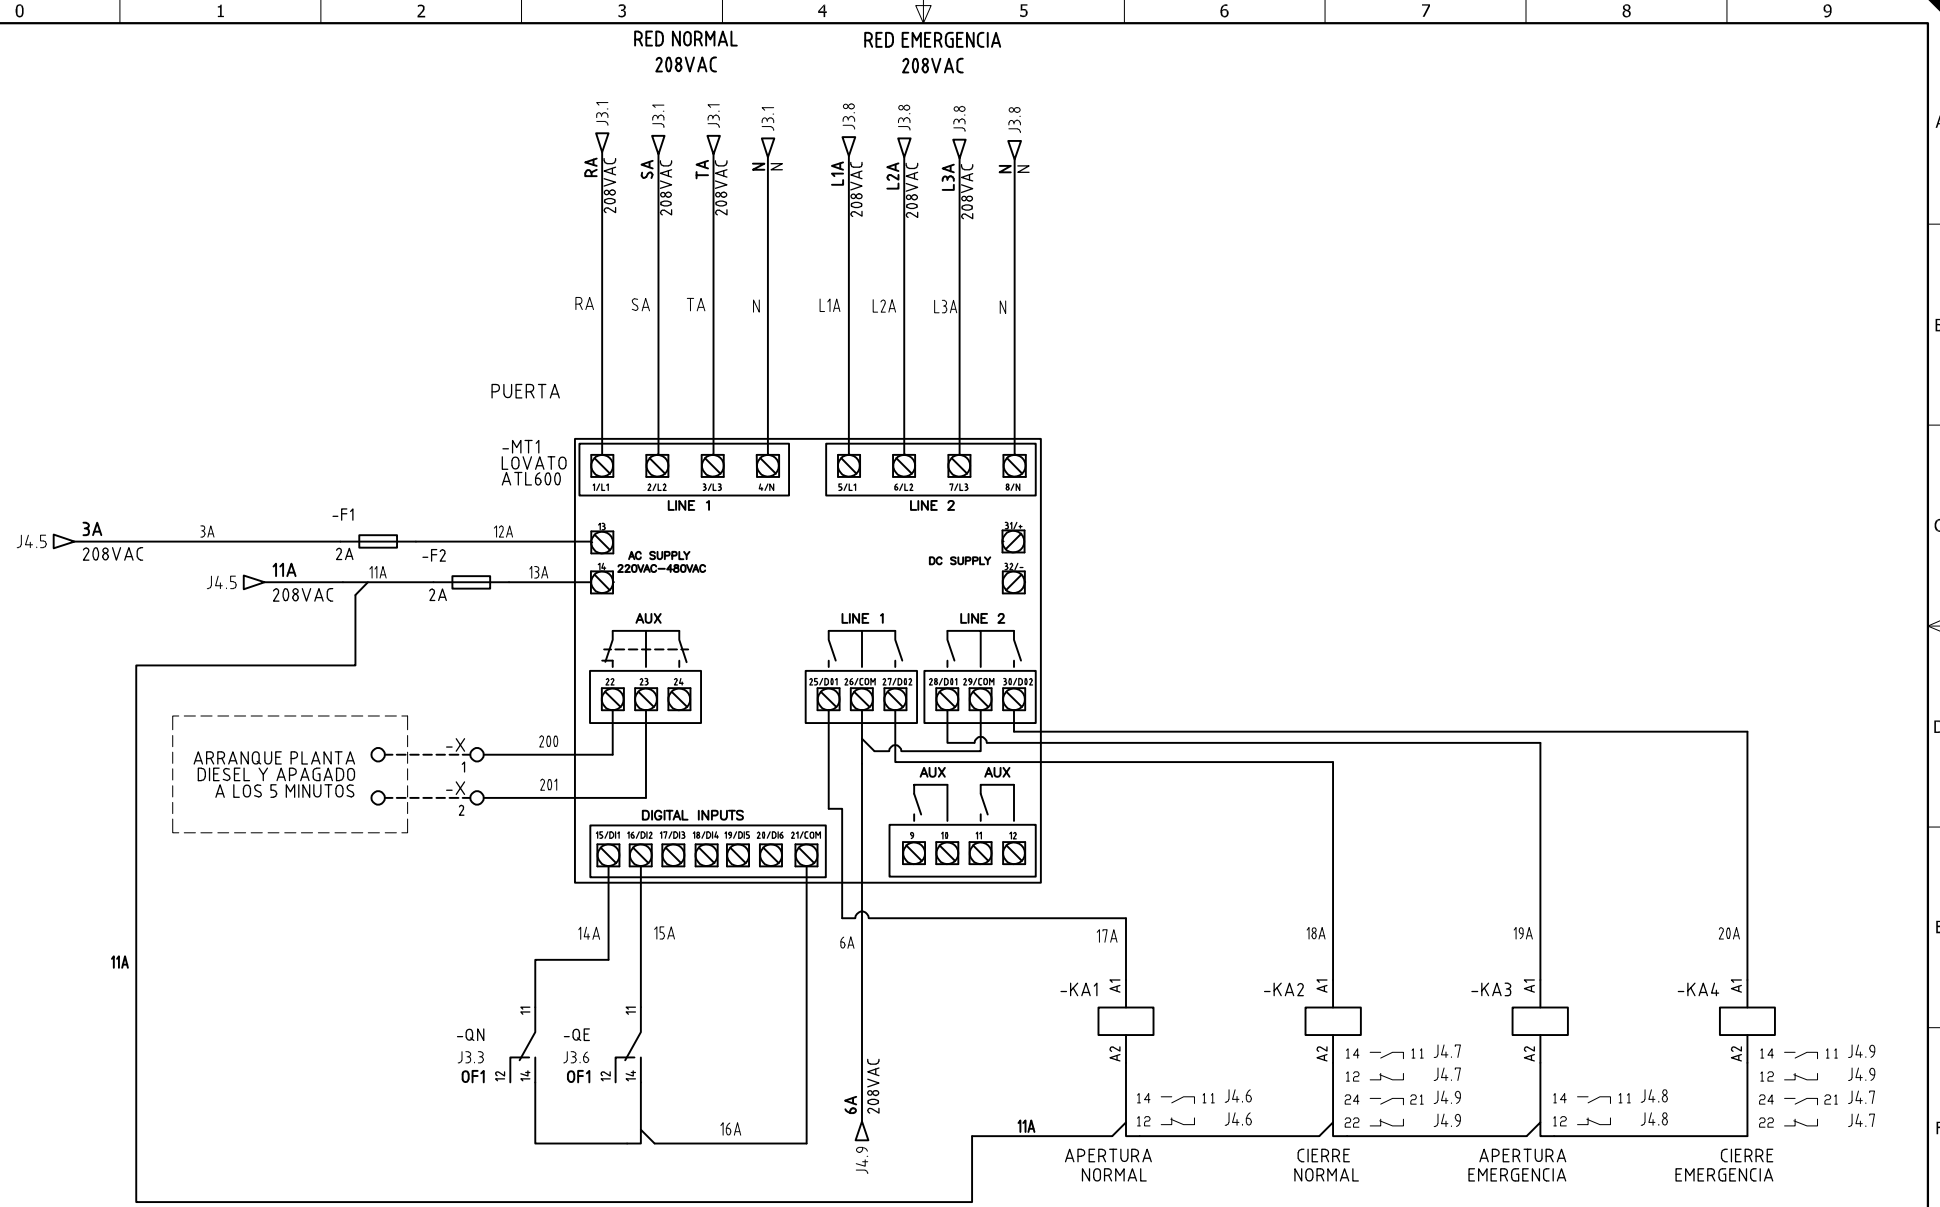 0 1 2 3 4 5 6 7 8 9
RED NORMAL
208VAC
RED EMERGENCIA
208VAC
J3.1 J3.1 J3.1 J3.1 J3.8 J3.8 J3.8 J3.8
A
RA 208VAC
SA 208VAC
TA 208VAC
N N
L1A 208VAC
L2A 208VAC
L3A 208VAC
N N
RA SA TA N L1A L2A L3A N
PUERTA
-MT1
LOVATO
ATL600
1/L1 2/L2 3/L3 4/N
LINE 1
5/L1 6/L2 7/L3 8/N
LINE 2
J4.5 3A
208VAC
3A
-F1
2A
12A
13
J4.5 11A
208VAC
11A
-F2
2A
13A
14
AC SUPPLY
220VAC-480VAC
DC SUPPLY
31/+
32/-
C
AUX
22 23 24
LINE 1
25/D01 26/COM 27/D02
LINE 2
28/D01 29/COM 30/D02
D
ARRANQUE PLANTA
DIESEL Y APAGADO
A LOS 5 MINUTOS
-X
1
200
-X
2
201
DIGITAL INPUTS
15/DI1 16/DI2 17/DI3 18/DI4 19/DI5 20/DI6 21/COM
AUX AUX
9 10 11 12
11A
14A 15A 6A 17A 18A 19A 20A
-QN
J3.3
OF1
11 12 14
-QE
J3.6
OF1
11 12 14
16A
6A
208VAC
J4.9
11A
-KA1 A1 A2
14 11 J4.6
12 J4.6
APERTURA
NORMAL
-KA2 A1 A2
14 11 J4.7
12 J4.7
24 21 J4.9
22 J4.9
CIERRE
NORMAL
-KA3 A1 A2
14 11 J4.8
12 J4.8
APERTURA
EMERGENCIA
-KA4 A1 A2
14 11 J4.9
12 J4.9
24 21 J4.7
22 J4.7
CIERRE
EMERGENCIA